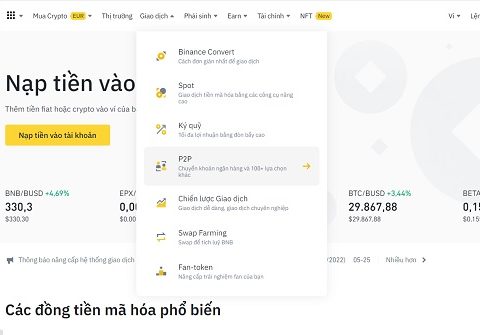 Mua Crypto EUR Thị trường Giao dịch Phái sinh Earn Tài chính NFT New Ví
Nạp tiền vào
Thêm tiền fiat hoặc crypto vào ví của b
Nạp tiền vào tài khoản
Binance Convert
Cách đơn giản nhất để giao dịch
Spot
Giao dịch tiền mã hóa bằng các công cụ nâng
cao
Ký quỹ
Tối đa lợi nhuận bằng đòn bẩy cao
P2P
Chuyển khoản ngân hàng và 100+ lựa chọn
khác
Chiến lược Giao dịch
Giao dịch dễ dàng, giao dịch chuyên nghiệp
Swap Farming
Swap để tích luỹ BNB
Fan-token
Nâng cấp trải nghiệm fan của bạn
BNB/BUSD +4.69% EPX/ BTC/BUSD +3.44% BETA
330,3 0,00 29.867,88 0,15
$330,30 $0.00 $29.867,88 $0.15
Thông báo nâng cấp hệ thống giao dịch /2022) 05-25 Nhiều hơn
Các đồng tiền mã hóa phổ biến